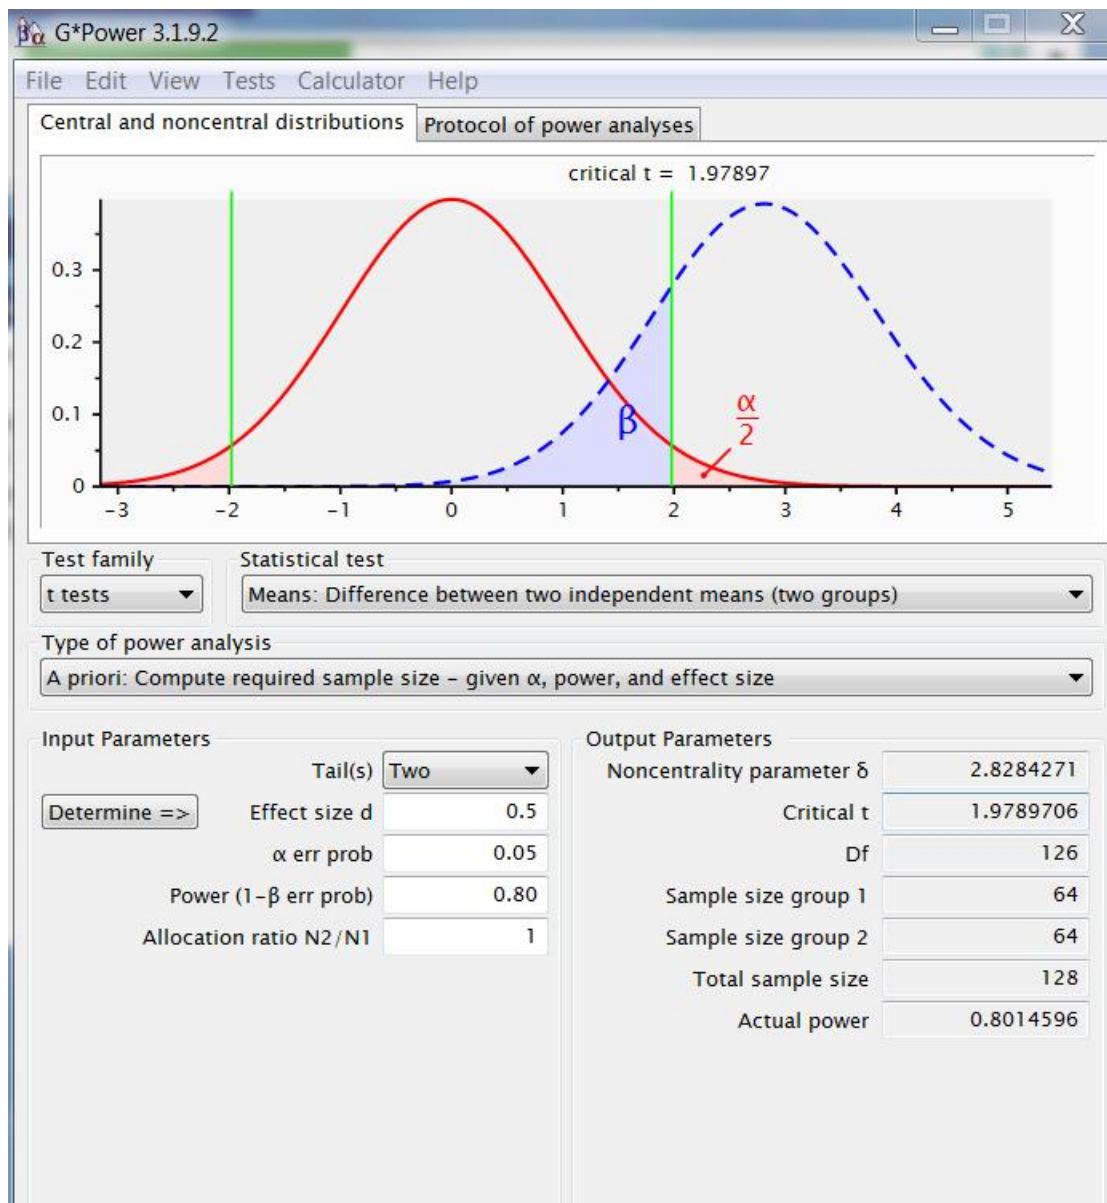 βα G*Power 3.1.9.2
File Edit View Tests Calculator Help
Central and noncentral distributions Protocol of power analyses
critical t = 1.97897
0.3
0.2
0.1
0
β
α
2
-3 -2 -1 0 1 2 3 4 5
Test family Statistical test
t tests Means: Difference between two independent means (two groups)
Type of power analysis
A priori: Compute required sample size – given α, power, and effect size
Input Parameters Output Parameters
Tail(s) Two Noncentrality parameter δ 2.8284271
Determine => Effect size d 0.5 Critical t 1.9789706
α err prob 0.05 Df 126
Power (1–β err prob) 0.80 Sample size group 1 64
Allocation ratio N2/N1 1 Sample size group 2 64
Total sample size 128
Actual power 0.8014596